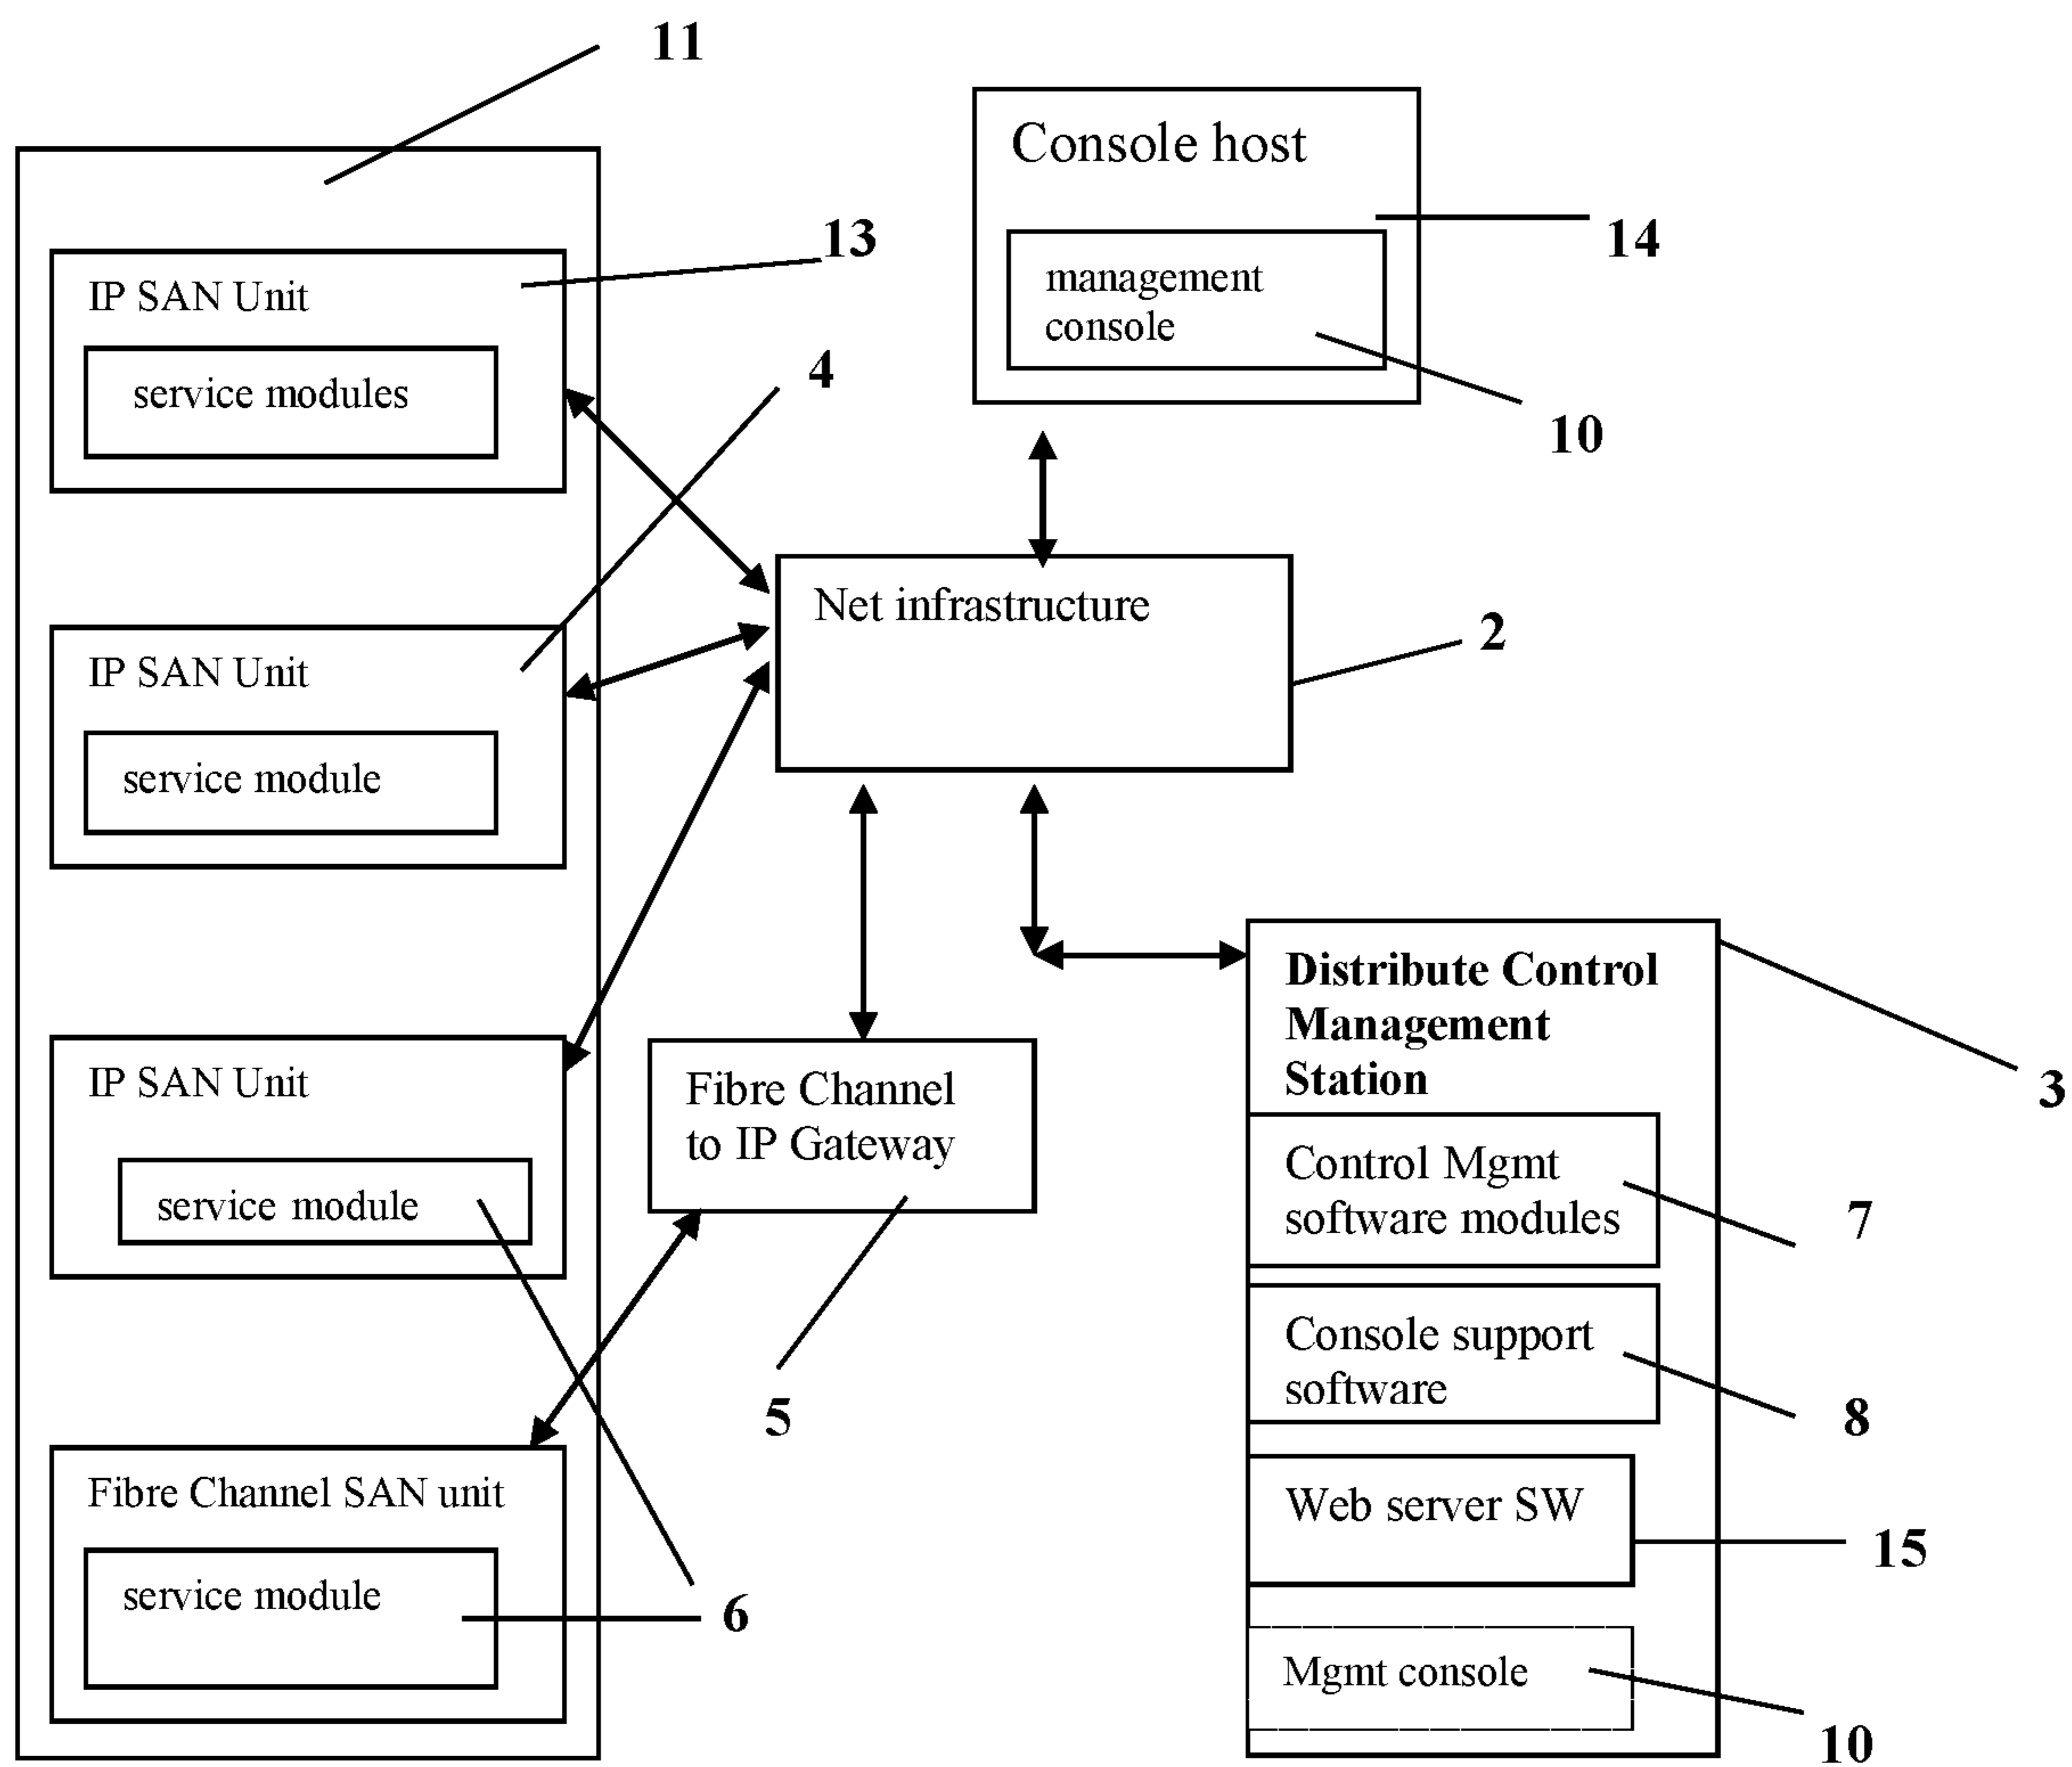 11
Console host
14
management
console
10
13
IP SAN Unit
service modules
4
IP SAN Unit
service module
Net infrastructure
2
IP SAN Unit
service module
Fibre Channel
to IP Gateway
5
Fibre Channel SAN unit
service module
6
Distribute Control
Management
Station
3
Control Mgmt
software modules
7
Console support
software
8
Web server SW
15
Mgmt console
10